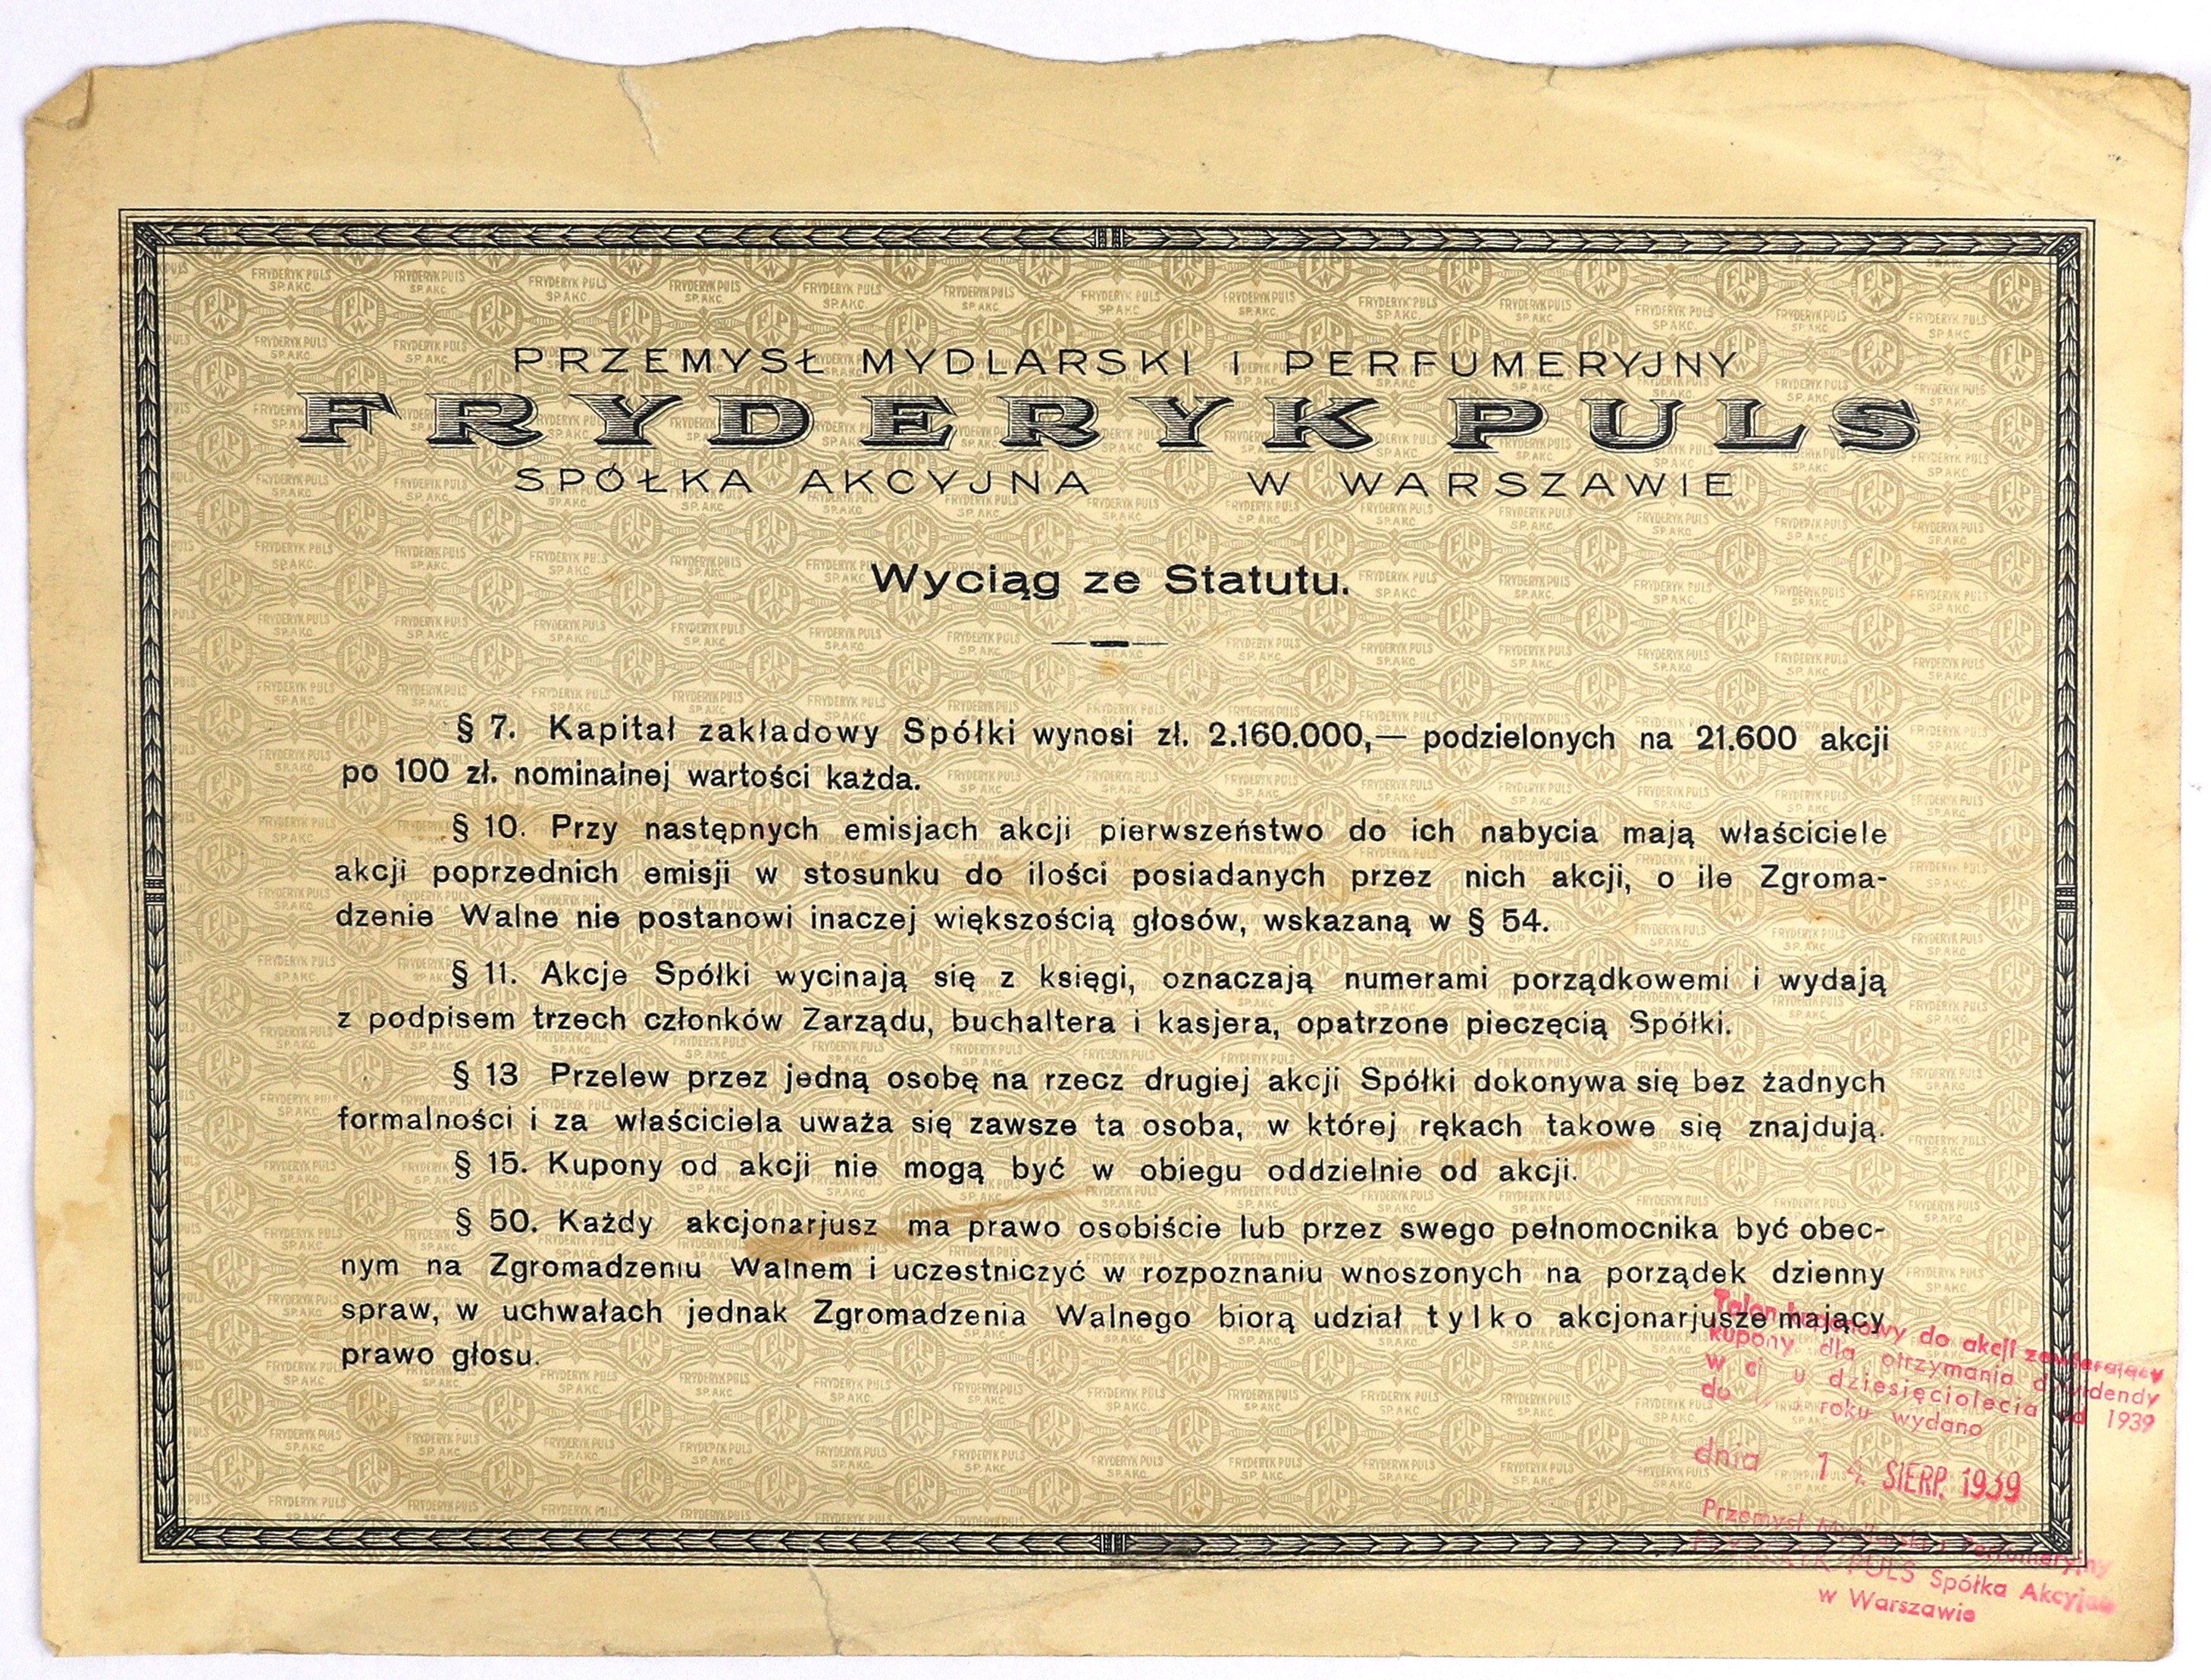 PRZEMYSŁ MYDLARSKI I PERFUMERYJNY
FRYDERYK PULS
SPÓŁKA AKCYJNA W WARSZAWIE
Wyciąg ze Statutu.
§ 7. Kapitał zakładowy Spółki wynosi zł. 2.160.000,— podzielonych na 21.600 akcji
po 100 zł. nominalnej wartości każda.
§ 10. Przy następnych emisjach akcji pierwszeństwo do ich nabycia mają właściciele
akcji poprzednich emisji w stosunku do ilości posiadanych przez nich akcji, o ile Zgroma-
dzenie Walne nie postanowi inaczej większością głosów, wskazaną w § 54.
§ 11. Akcje Spółki wycinają się z księgi, oznaczają numerami porządkowemi i wydają
z podpisem trzech członków Zarządu, buchaltera i kasjera, opatrzone pieczęcią Spółki.
§ 13 Przelew przez jedną osobę na rzecz drugiej akcji Spółki dokonywa się bez żadnych
formalności i za właściciela uważa się zawsze ta osoba, w której rękach takowe się znajdują.
§ 15. Kupony od akcji nie mogą być w obiegu oddzielnie od akcji.
§ 50. Każdy akcjonarjusz ma prawo osobiście lub przez swego pełnomocnika być obec-
nym na Zgromadzeniu Walnem i uczestniczyć w rozpoznaniu wnoszonych na porządek dzienny
spraw, w uchwałach jednak Zgromadzenia Walnego biorą udział tylko akcjonarjusze mający
prawo głosu.
Talon kuponowy do akcji zawierający
kupony dla otrzymania dywidendy
w ci u dziesięciolecia od 1939
do roku wydano
dnia 14. SIERP. 1939
Przemysł Mydlarski i Perfumeryjny
FRYDERYK PULS Spółka Akcyjna
w Warszawie